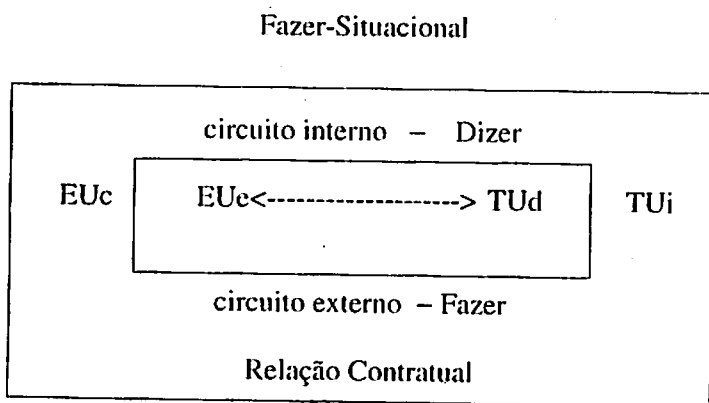 Fazer-Situacional
circuito interno – Dizer
EUc EUe<--------------------> TUd TUi
circuito externo – Fazer
Relação Contratual